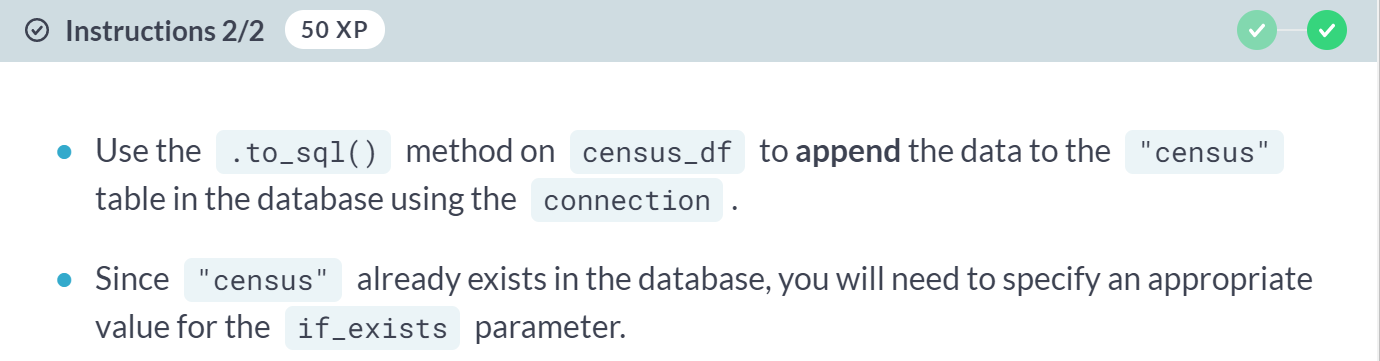 Instructions 2/2 50 XP
Use the .to_sql() method on census_df to append the data to the "census"
table in the database using the connection .
Since "census" already exists in the database, you will need to specify an appropriate
value for the if_exists parameter.